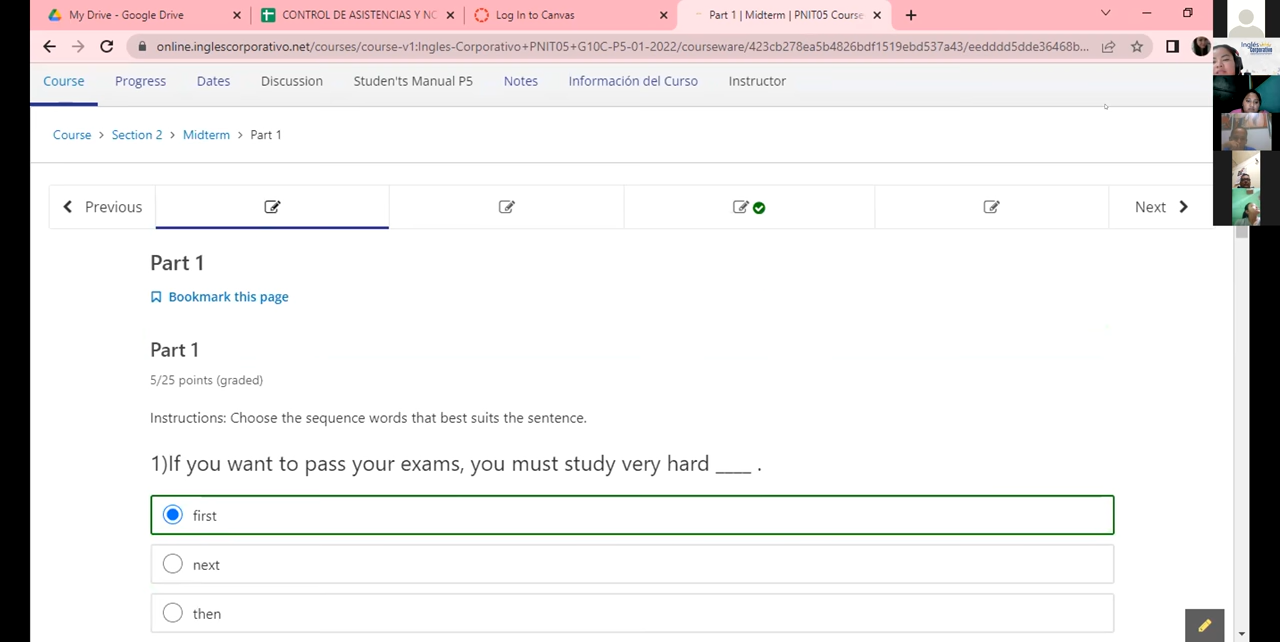 My Drive - Google Drive
CONTROL DE ASISTENCIAS Y NC
Log In to Canvas
Part 1 | Midterm | PNIT05 Course
online.inglescorporativo.net/courses/course-v1:Ingles-Corporativo+PNIT05+G10C-P5-01-2022/courseware/423cb278ea5b4826bdf1519ebd537a43/eedddd5dde36468b...
Course Progress Dates Discussion Studen'ts Manual P5 Notes Información del Curso Instructor
Course > Section 2 > Midterm > Part 1
Previous
Next
Part 1
Bookmark this page
Part 1
5/25 points (graded)
Instructions: Choose the sequence words that best suits the sentence.
1)If you want to pass your exams, you must study very hard ____ .
first
next
then